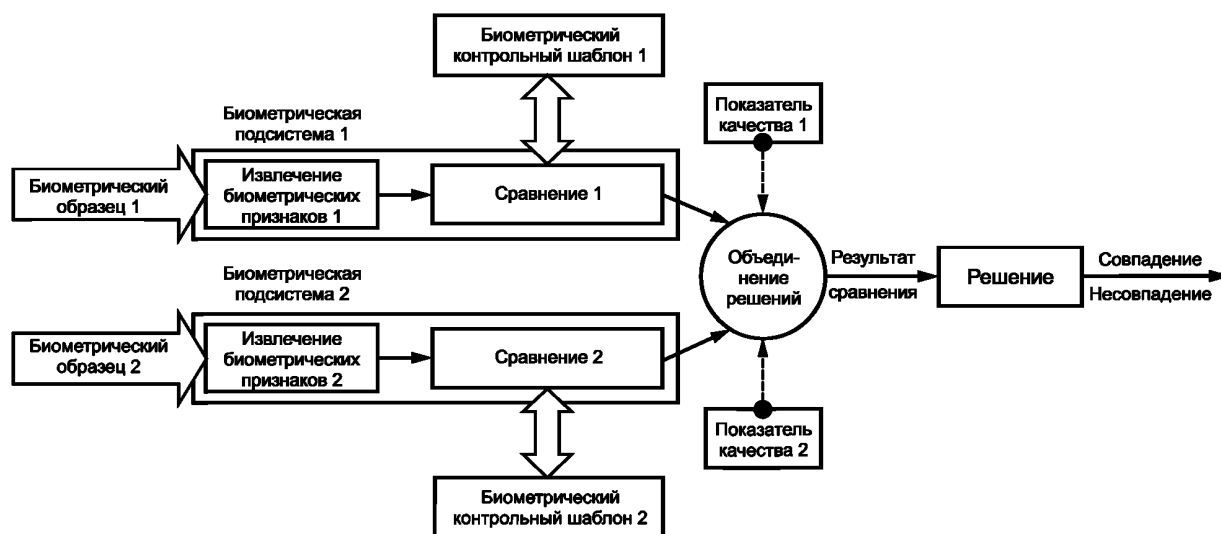 Биометрический
контрольный шаблон 1
Показатель
качества 1
Биометрическая
подсистема 1
Биометрический
образец 1
Извлечение
биометрических
признаков 1
Сравнение 1
Объеди-
нение
решений
Результат
сравнения
Решение
Совпадение
Несовпадение
Биометрическая
подсистема 2
Биометрический
образец 2
Извлечение
биометрических
признаков 2
Сравнение 2
Показатель
качества 2
Биометрический
контрольный шаблон 2